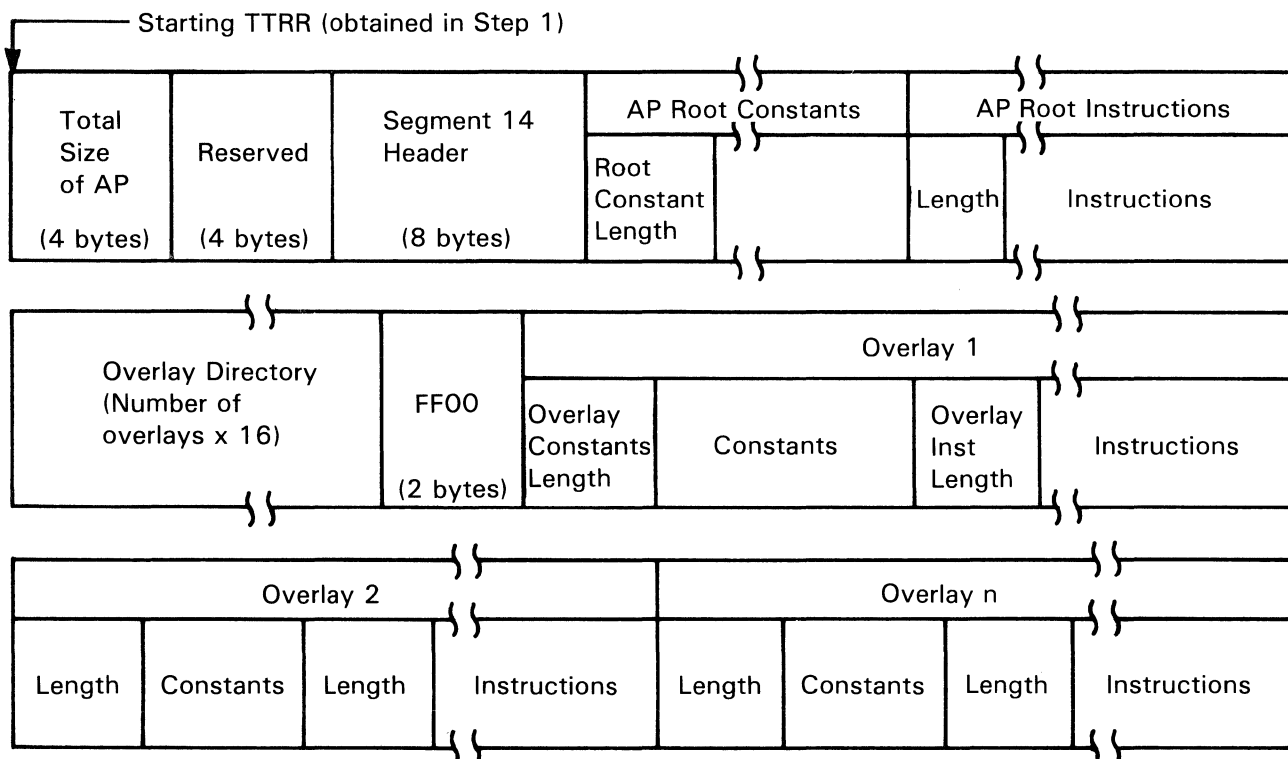 Starting TTRR (obtained in Step 1)
Total
Size
of AP
(4 bytes)
Reserved
(4 bytes)
Segment 14
Header
(8 bytes)
AP Root Constants
Root
Constant
Length
AP Root Instructions
Length
Instructions
Overlay Directory
(Number of
overlays x 16)
FF00
(2 bytes)
Overlay 1
Overlay
Constants
Length
Constants
Overlay
Inst
Length
Instructions
Overlay 2
Length
Constants
Length
Instructions
Overlay n
Length
Constants
Length
Instructions